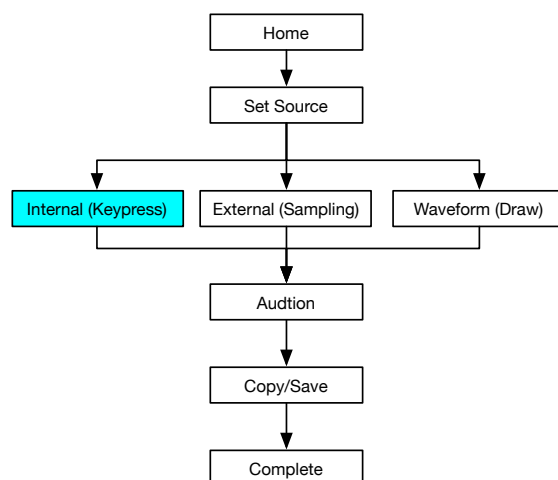 Home
Set Source
Internal (Keypress)
External (Sampling)
Waveform (Draw)
Audtion
Copy/Save
Complete